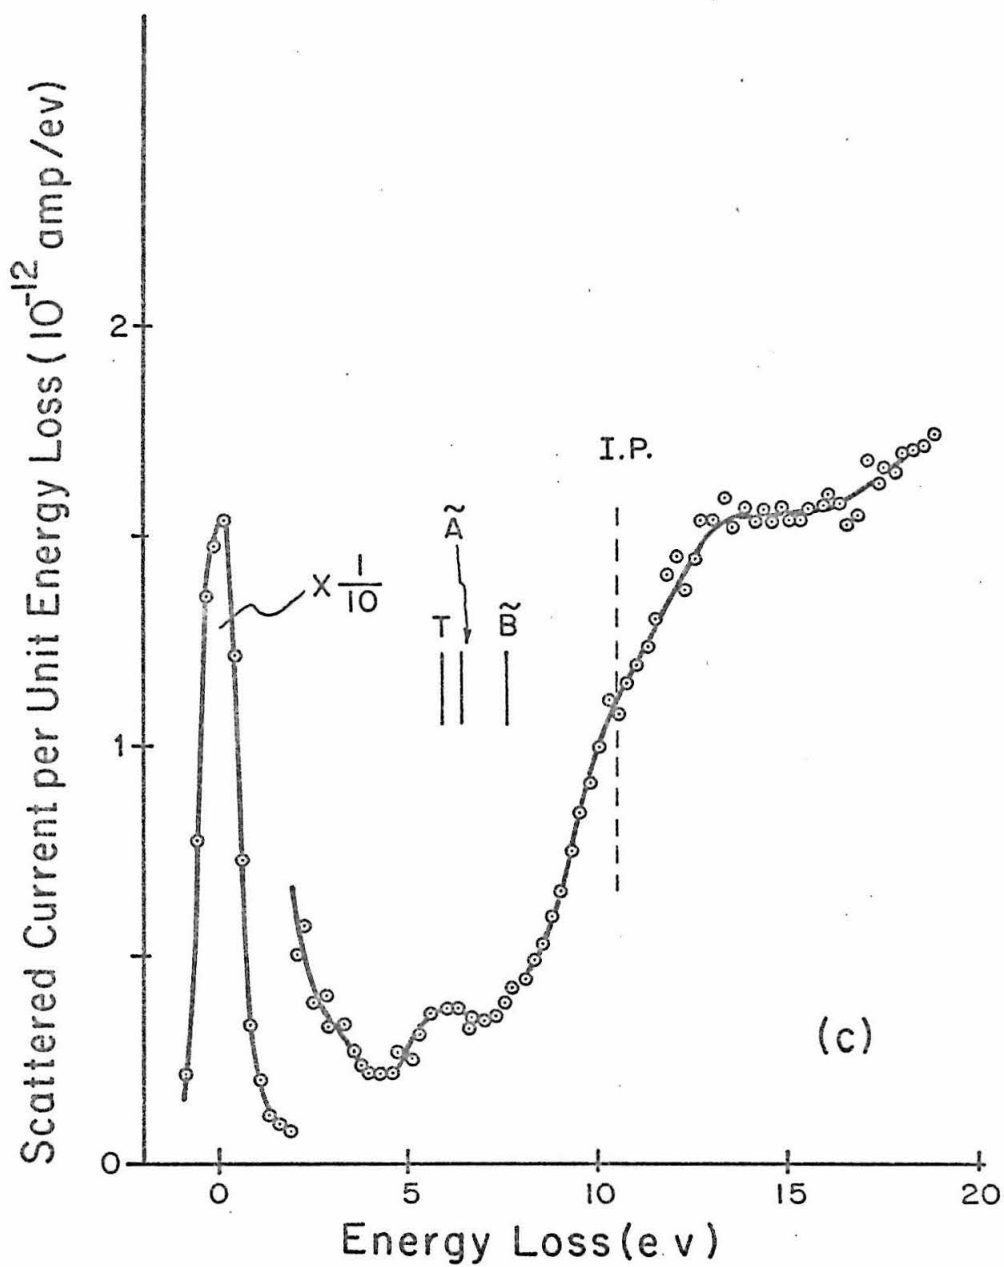 Scattered Current per Unit Energy Loss (10⁻¹² amp/ev)
2
I.P.
Ã
X 1/10
T
B̃
1
(c)
0
0 5 10 15 20
Energy Loss (ev)